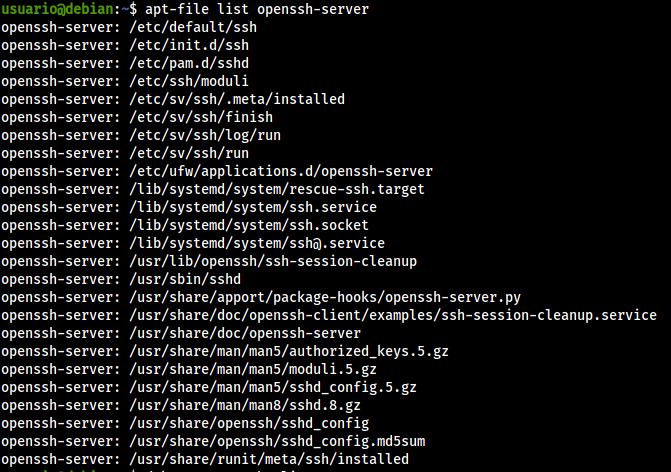 usuario@debian:~$ apt-file list openssh-server
openssh-server: /etc/default/ssh
openssh-server: /etc/init.d/ssh
openssh-server: /etc/pam.d/sshd
openssh-server: /etc/ssh/moduli
openssh-server: /etc/sv/ssh/.meta/installed
openssh-server: /etc/sv/ssh/finish
openssh-server: /etc/sv/ssh/log/run
openssh-server: /etc/sv/ssh/run
openssh-server: /etc/ufw/applications.d/openssh-server
openssh-server: /lib/systemd/system/rescue-ssh.target
openssh-server: /lib/systemd/system/ssh.service
openssh-server: /lib/systemd/system/ssh.socket
openssh-server: /lib/systemd/system/ssh@.service
openssh-server: /usr/lib/openssh/ssh-session-cleanup
openssh-server: /usr/sbin/sshd
openssh-server: /usr/share/apport/package-hooks/openssh-server.py
openssh-server: /usr/share/doc/openssh-client/examples/ssh-session-cleanup.service
openssh-server: /usr/share/doc/openssh-server
openssh-server: /usr/share/man/man5/authorized_keys.5.gz
openssh-server: /usr/share/man/man5/moduli.5.gz
openssh-server: /usr/share/man/man5/sshd_config.5.gz
openssh-server: /usr/share/man/man8/sshd.8.gz
openssh-server: /usr/share/openssh/sshd_config
openssh-server: /usr/share/openssh/sshd_config.md5sum
openssh-server: /usr/share/runit/meta/ssh/installed